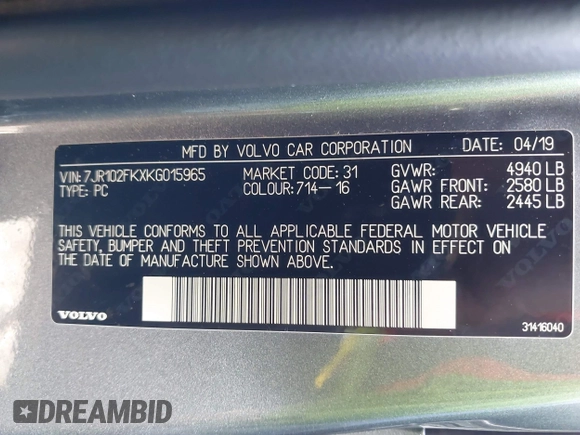 MFD BY VOLVO CAR CORPORATION DATE: 04/19
VIN: 7JR102FKXKG015965 MARKET CODE: 31 GVWR: 4940 LB
TYPE: PC COLOUR: 714-16 GAWR FRONT: 2580 LB
GAWR REAR: 2445 LB
THIS VEHICLE CONFORMS TO ALL APPLICABLE FEDERAL MOTOR VEHICLE
SAFETY, BUMPER AND THEFT PREVENTION STANDARDS IN EFFECT ON
THE DATE OF MANUFACTURE SHOWN ABOVE.
VOLVO 31416040
DREAMBID